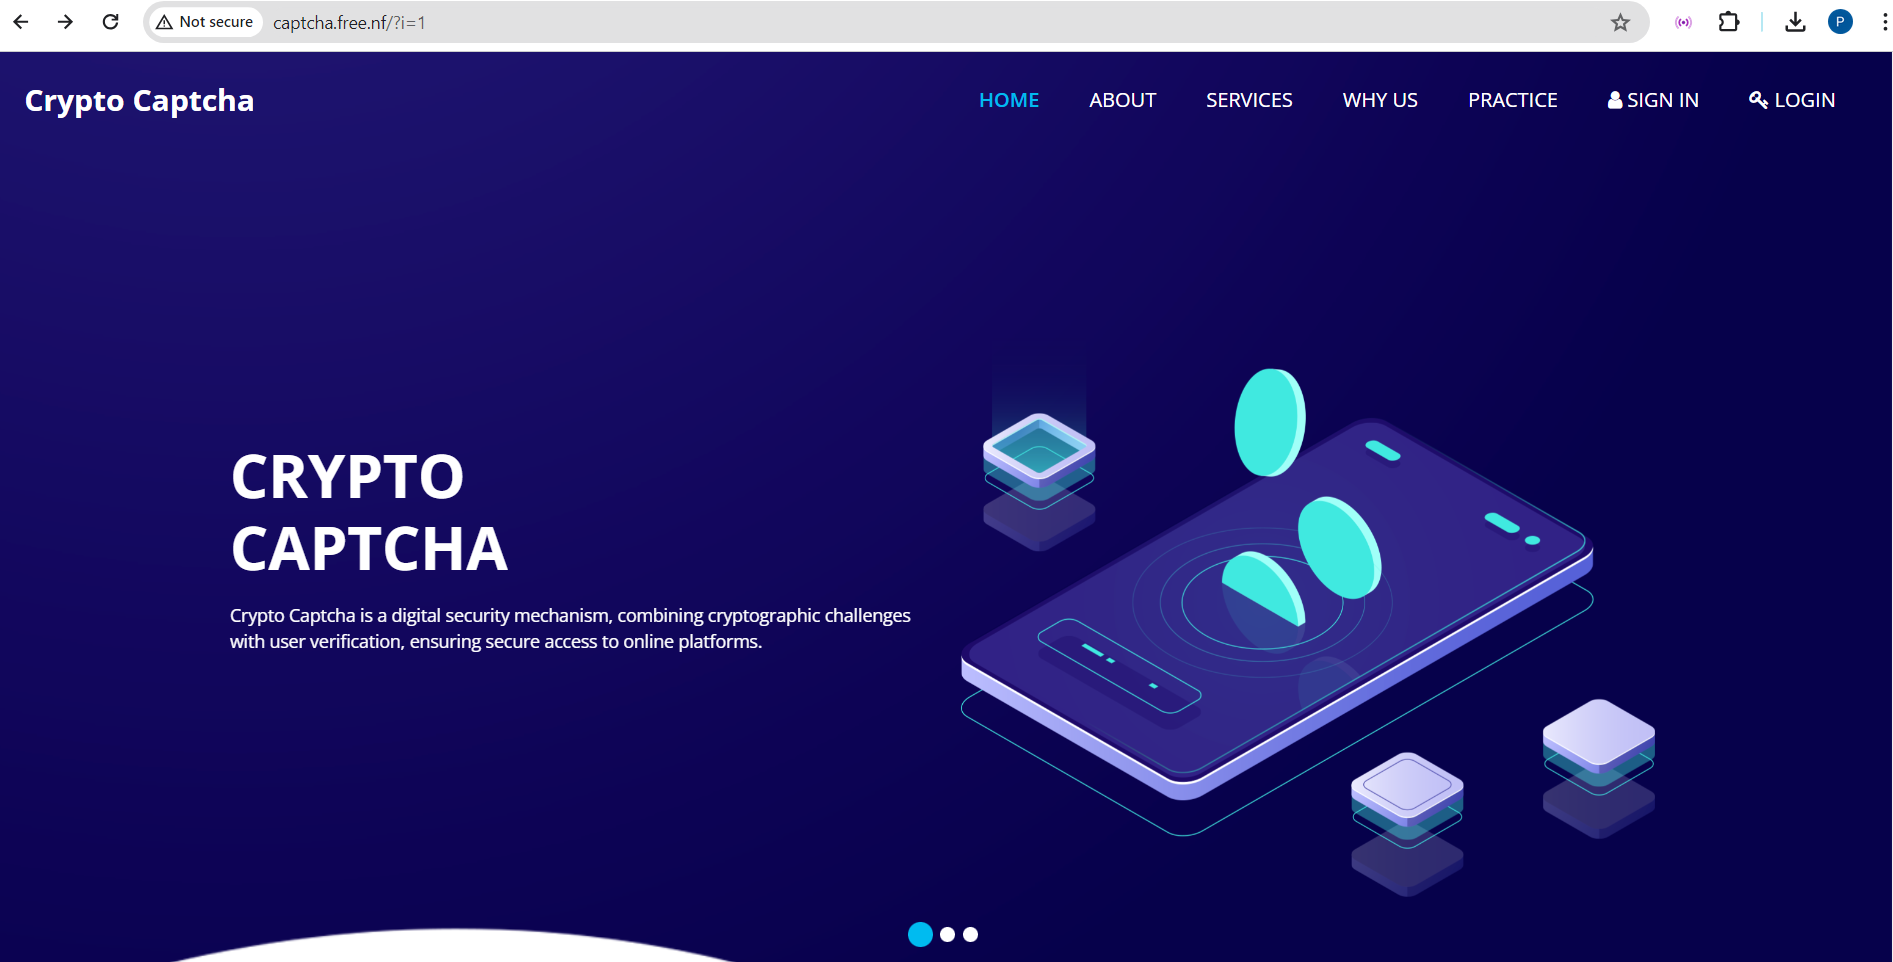 Not secure captcha.free.nf/?i=1 P
Crypto Captcha HOME ABOUT SERVICES WHY US PRACTICE SIGN IN LOGIN
CRYPTO
CAPTCHA
Crypto Captcha is a digital security mechanism, combining cryptographic challenges
with user verification, ensuring secure access to online platforms.